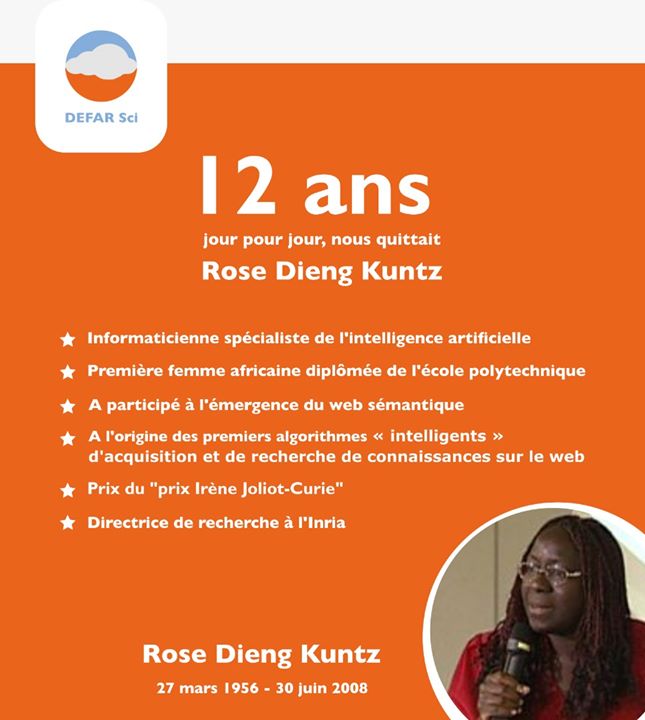 DEFAR Sci
12 ans
jour pour jour, nous quittait
Rose Dieng Kuntz
Informaticienne spécialiste de l'intelligence artificielle
Première femme africaine diplômée de l'école polytechnique
A participé à l'émergence du web sémantique
A l'origine des premiers algorithmes « intelligents »
d'acquisition et de recherche de connaissances sur le web
Prix du "prix Irène Joliot-Curie"
Directrice de recherche à l'Inria
Rose Dieng Kuntz
27 mars 1956 - 30 juin 2008